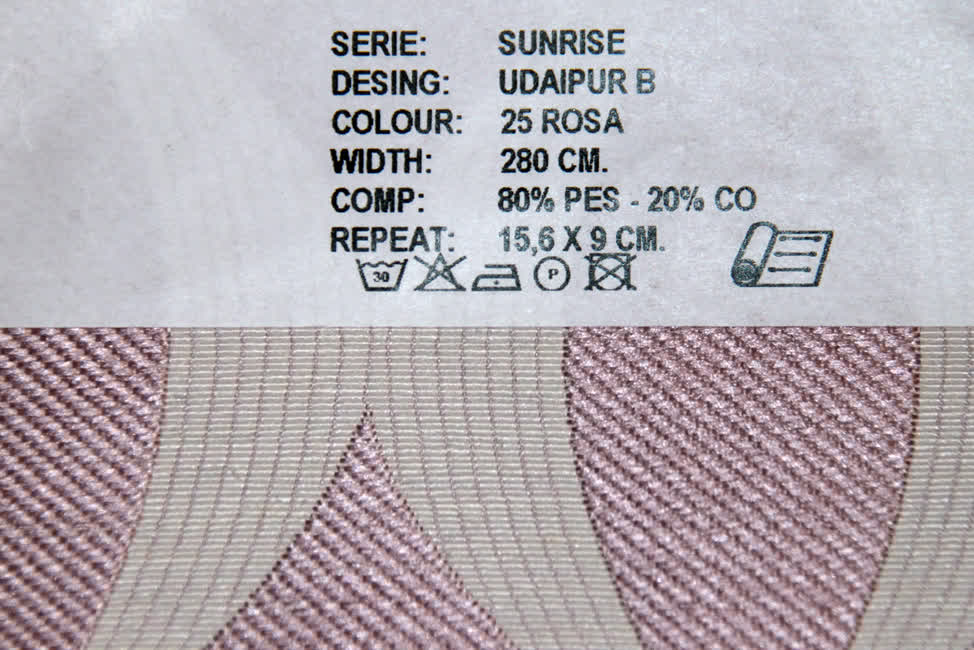 SERIE: SUNRISE
DESING: UDAIPUR B
COLOUR: 25 ROSA
WIDTH: 280 CM.
COMP: 80% PES - 20% CO
REPEAT: 15,6 X 9 CM.
30 P